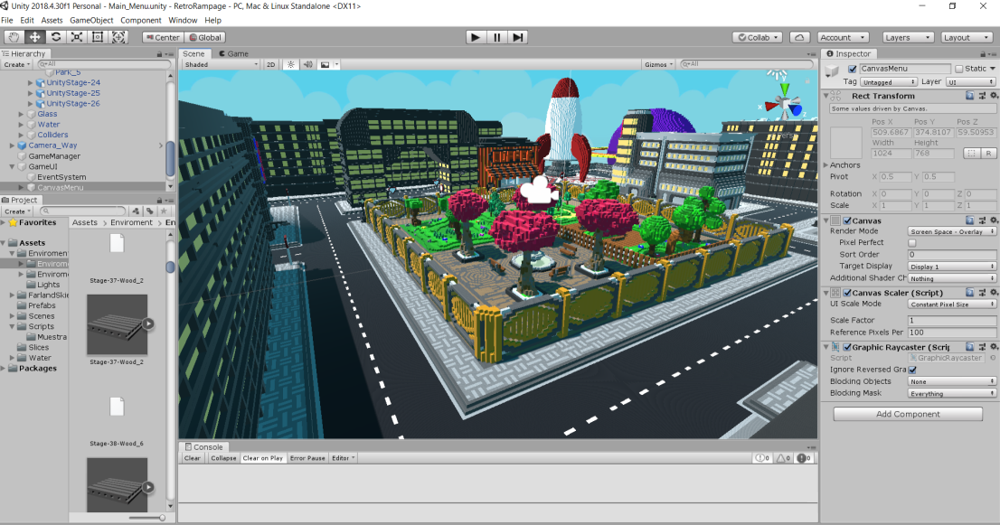 Unity 2018.4.30f1 Personal - Main_Menu.unity - RetroRampage - PC, Mac & Linux Standalone <DX11>
File Edit Assets GameObject Component Window Help
Center Global Collab Account Layers Layout
Hierarchy
Create All
Park_5
UnityStage-24
UnityStage-25
UnityStage-26
Glass
Water
Colliders
Camera_Way
GameManager
GameUI
EventSystem
CanvasMenu
Project
Create
Favorites
Assets
Enviromen
Enviromi
Enviromi
Lights
FarlandSkie
Prefabs
Scenes
Scripts
Muestra
Slices
Water
Packages
Assets > Enviroment > En
Stage-37-Wood_2
Stage-37-Wood_2
Stage-38-Wood_6
Scene Game
Shaded 2D Gizmos All
x z
Pers
Console
Clear Collapse Clear on Play Error Pause Editor 0 0 0
Inspector
CanvasMenu Static
Tag Untagged Layer UI
Rect Transform
Some values driven by Canvas.
Pos X Pos Y Pos Z
509.6867 374.8107 59.50953
Width Height
1024 768 R
Anchors
Pivot X 0.5 Y 0.5
Rotation X 0 Y 0 Z 0
Scale X 1 Y 1 Z 1
Canvas
Render Mode Screen Space - Overlay
Pixel Perfect
Sort Order 0
Target Display Display 1
Additional Shader Ch Nothing
Canvas Scaler (Script)
UI Scale Mode Constant Pixel Size
Scale Factor 1
Reference Pixels Per 100
Graphic Raycaster (Scrip
Script GraphicRaycaster
Ignore Reversed Gra
Blocking Objects None
Blocking Mask Everything
Add Component